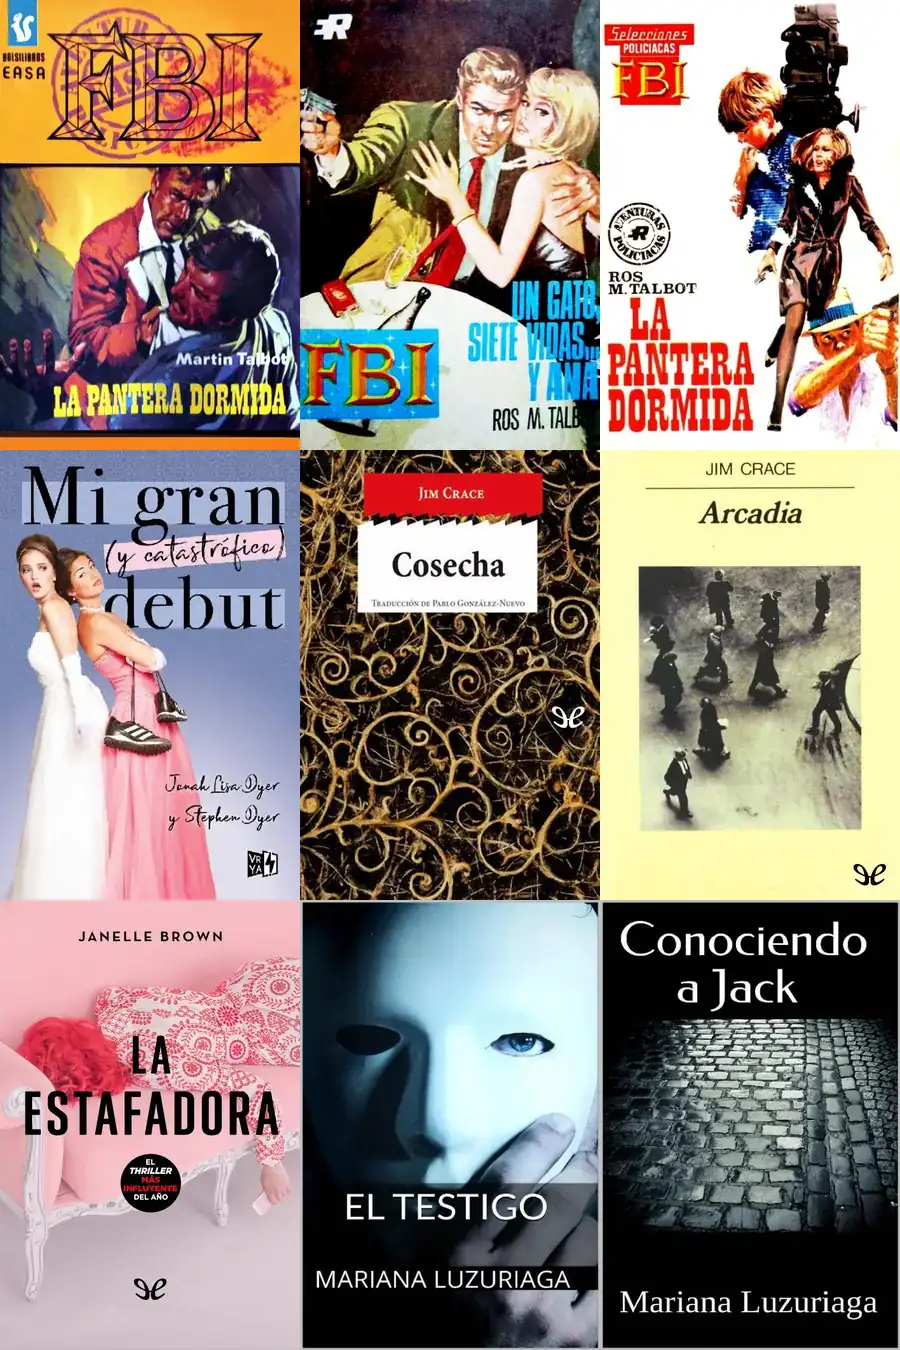 BOLSILIBROS
EASA
FBI
Martin Talbot
LA PANTERA DORMIDA
R
UN GATO,
SIETE VIDAS...
Y ANA
FBI
ROS M. TALB
Selecciones
POLICIACAS
FBI
AVENTURAS
R
POLICIACAS
ROS
M. TALBOT
LA
PANTERA
DORMIDA
Mi gran
(y catastrófico)
debut
Jonah Lisa Dyer
y Stephen Dyer
VR
YA
JIM CRACE
Cosecha
TRADUCCIÓN DE PABLO GONZÁLEZ-NUEVO
JIM CRACE
Arcadia
JANELLE BROWN
LA
ESTAFADORA
EL
THRILLER
MÁS
INFLUYENTE
DEL AÑO
EL TESTIGO
MARIANA LUZURIAGA
Conociendo
a Jack
Mariana Luzuriaga